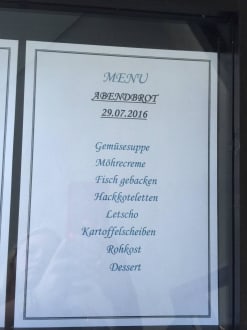 MENU
ABENDBROT
29.07.2016
Gemüsesuppe
Möhrecreme
Fisch gebacken
Hackkoteletten
Letscho
Kartoffelscheiben
Rohkost
Dessert